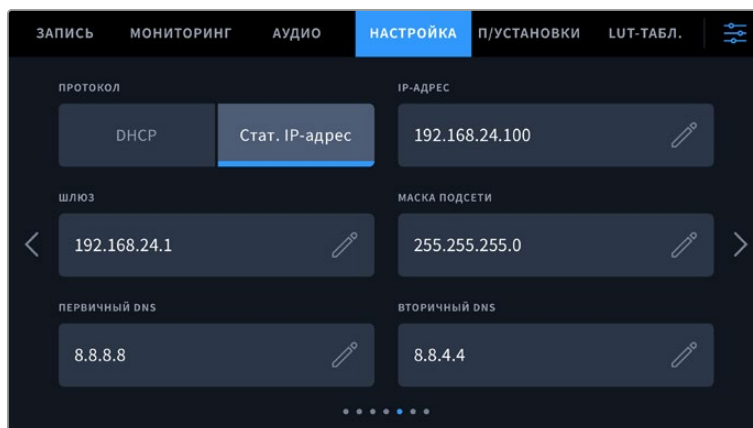 ЗАПИСЬ МОНИТОРИНГ АУДИО НАСТРОЙКА П/УСТАНОВКИ LUT-ТАБЛ.
ПРОТОКОЛ IP-АДРЕС
DHCP Стат. IP-адрес 192.168.24.100
ШЛЮЗ МАСКА ПОДСЕТИ
192.168.24.1 255.255.255.0
ПЕРВИЧНЫЙ DNS ВТОРИЧНЫЙ DNS
8.8.8.8 8.8.4.4